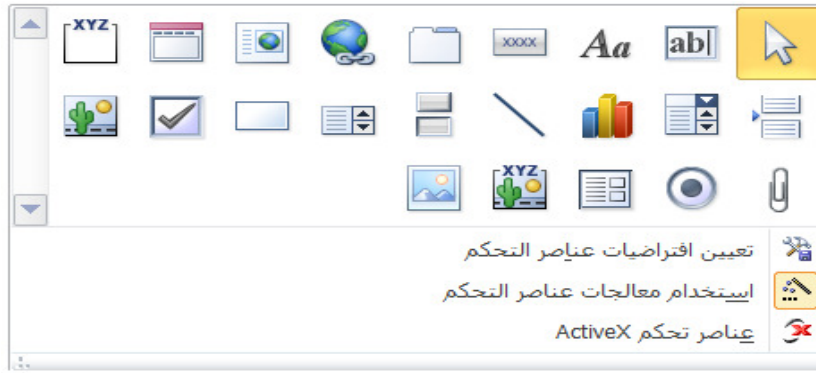 ab| Aa XXXX XYZ
XYZ
تعيين افتراضيات عناصر التحكم
استخدام معالجات عناصر التحكم
عناصر تحكم ActiveX